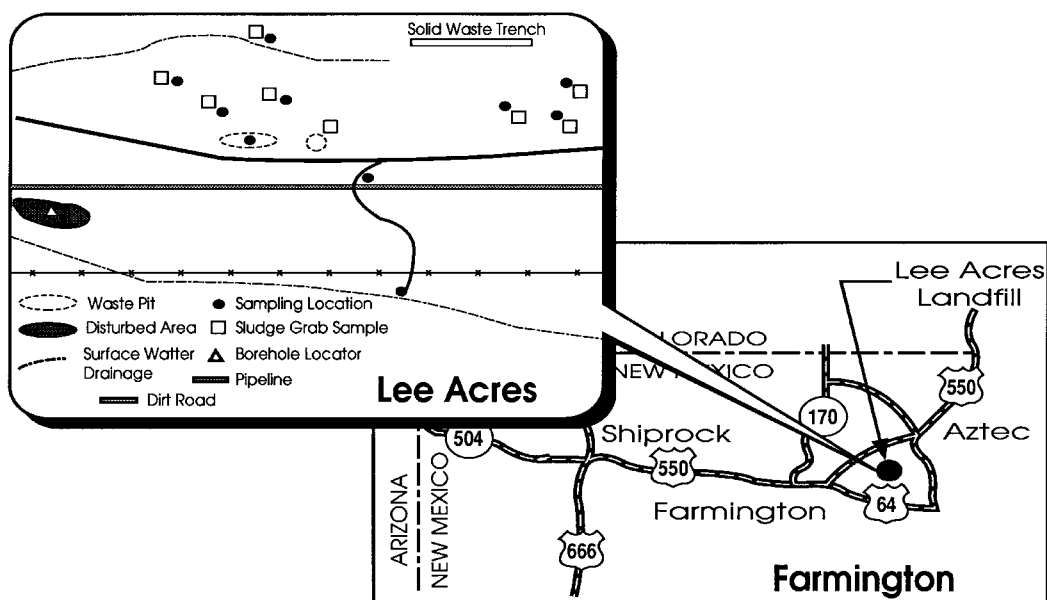 Solid Waste Trench
Waste Pit
Sampling Location
Disturbed Area
Sludge Grab Sample
Surface Watter
Drainage
Borehole Locator
Pipeline
Dirt Road
Lee Acres
Lee Acres
Landfill
LORADO
NEW MEXICO
550
170
Aztec
504
Shiprock
550
64
Farmington
ARIZONA
NEW MEXICO
666
Farmington